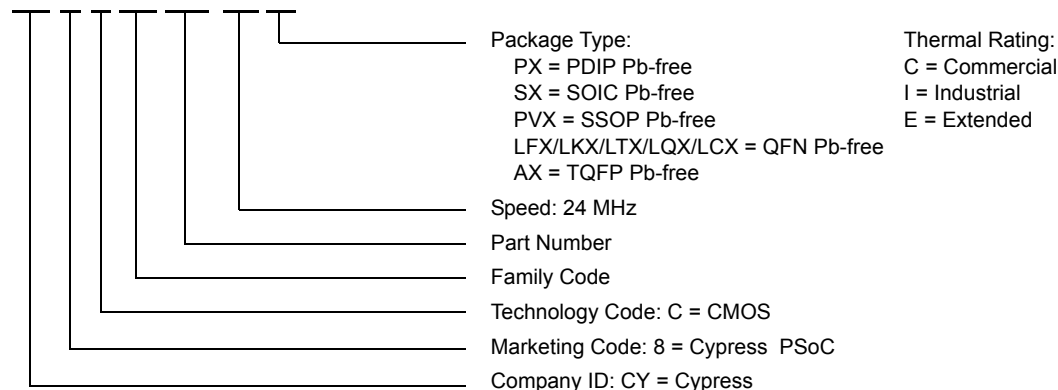 Package Type:
PX = PDIP Pb-free
SX = SOIC Pb-free
PVX = SSOP Pb-free
LFX/LKX/LTX/LQX/LCX = QFN Pb-free
AX = TQFP Pb-free
Thermal Rating:
C = Commercial
I = Industrial
E = Extended
Speed: 24 MHz
Part Number
Family Code
Technology Code: C = CMOS
Marketing Code: 8 = Cypress PSoC
Company ID: CY = Cypress